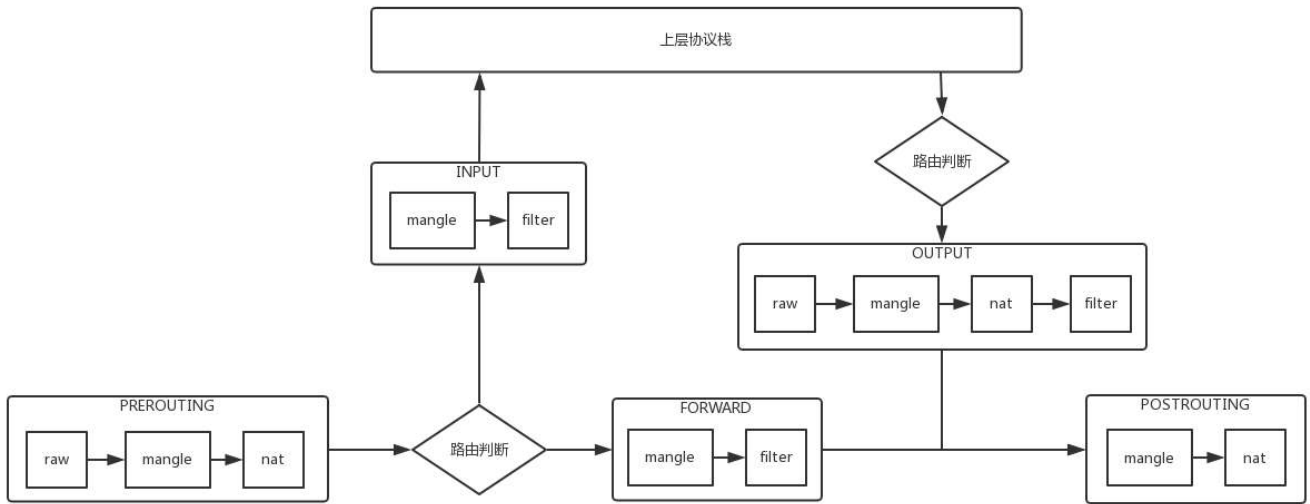 上层协议栈
路由判断
INPUT
mangle
filter
OUTPUT
raw
mangle
nat
filter
PREROUTING
raw
mangle
nat
路由判断
FORWARD
mangle
filter
POSTROUTING
mangle
nat